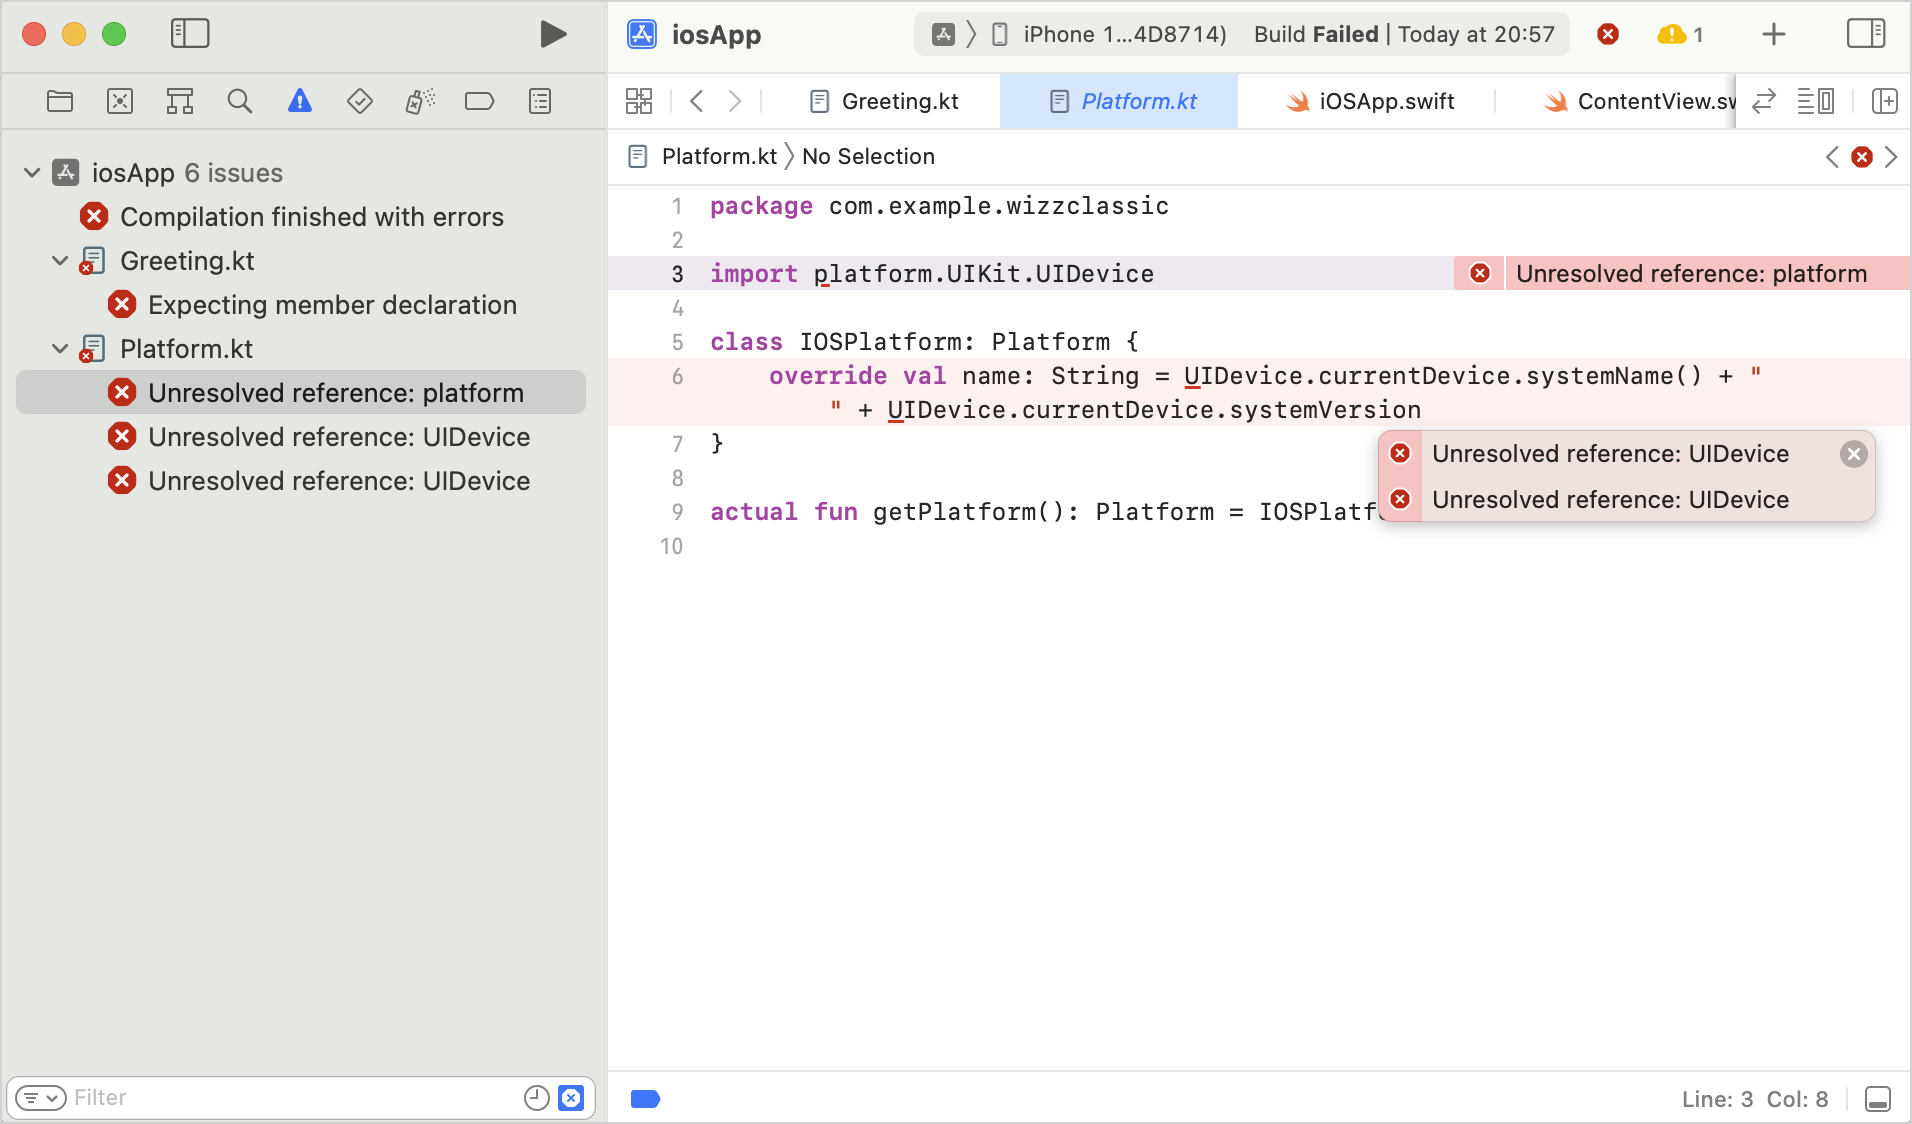 iosApp
iPhone 1...4D8714)
Build Failed | Today at 20:57
1
Greeting.kt
Platform.kt
iOSApp.swift
ContentView.sw
Platform.kt
No Selection
iosApp 6 issues
Compilation finished with errors
Greeting.kt
Expecting member declaration
Platform.kt
Unresolved reference: platform
Unresolved reference: UIDevice
Unresolved reference: UIDevice
Filter
1 package com.example.wizzclassic
2
3 import platform.UIKit.UIDevice
Unresolved reference: platform
4
5 class IOSPlatform: Platform {
6 override val name: String = UIDevice.currentDevice.systemName() + "
" + UIDevice.currentDevice.systemVersion
7 }
Unresolved reference: UIDevice
8
Unresolved reference: UIDevice
9 actual fun getPlatform(): Platform = IOSPlatf
10
Line: 3 Col: 8